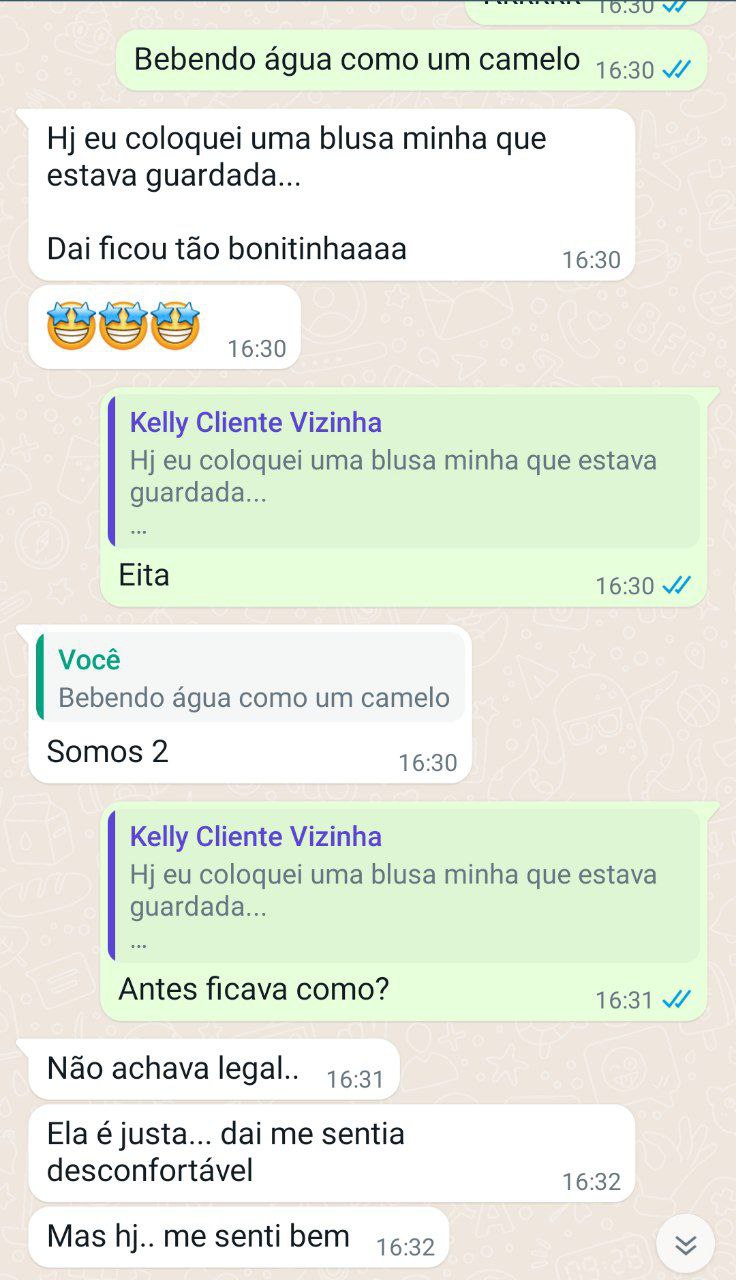 16:30
Bebendo água como um camelo 16:30
Hj eu coloquei uma blusa minha que
estava guardada...
Dai ficou tão bonitinhaaaa 16:30
16:30
Kelly Cliente Vizinha
Hj eu coloquei uma blusa minha que estava
guardada...
...
Eita 16:30
Você
Bebendo água como um camelo
Somos 2 16:30
Kelly Cliente Vizinha
Hj eu coloquei uma blusa minha que estava
guardada...
...
Antes ficava como? 16:31
Não achava legal.. 16:31
Ela é justa... dai me sentia
desconfortável 16:32
Mas hj.. me senti bem 16:32